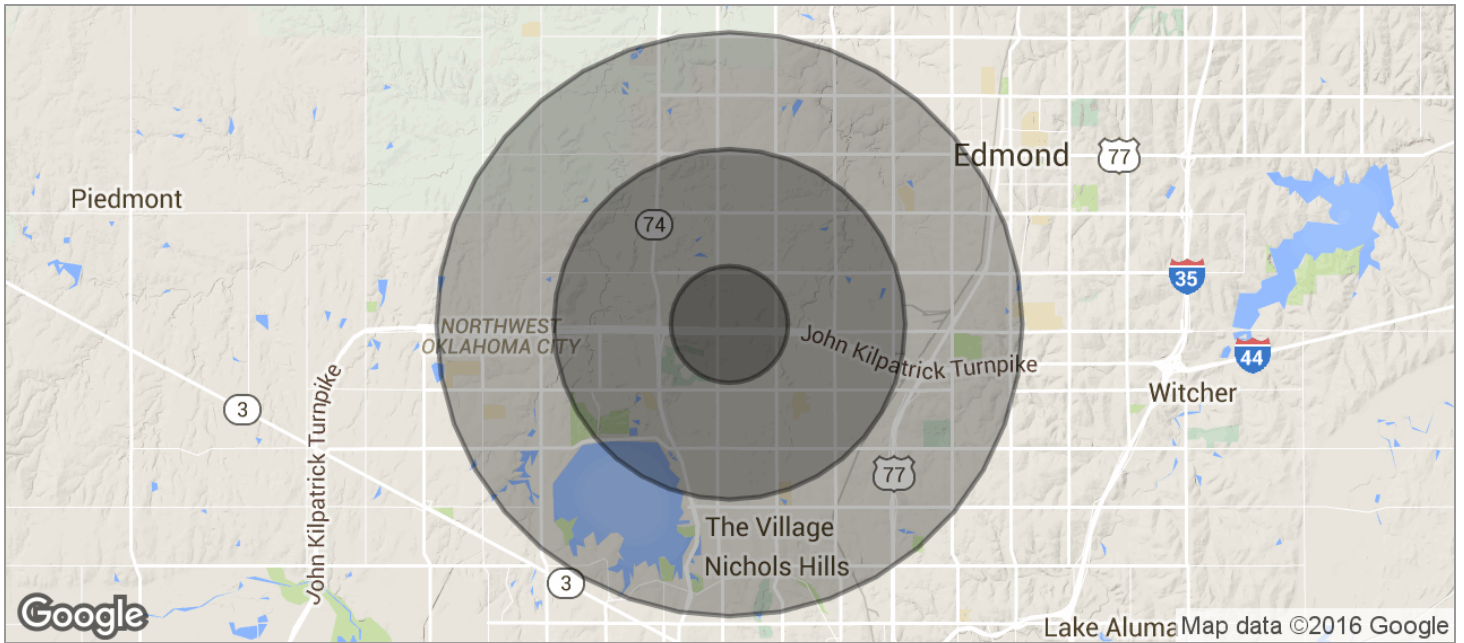 Edmond
77
Piedmont
74
35
NORTHWEST
OKLAHOMA CITY
John Kilpatrick Turnpike
44
Witcher
3
John Kilpatrick Turnpike
77
The Village
Nichols Hills
3
Google
Lake Aluma
Map data ©2016 Google